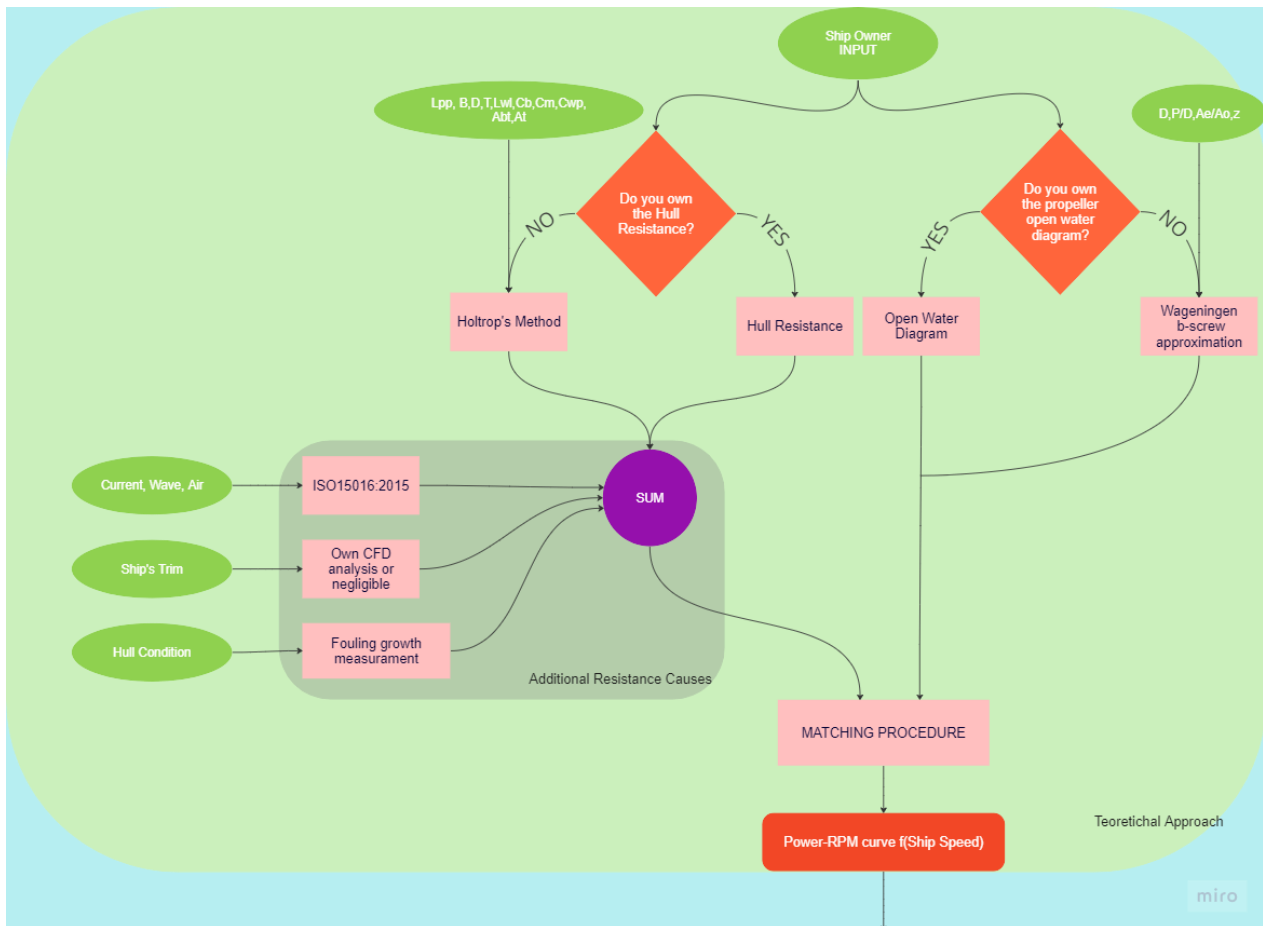 Ship Owner
INPUT
Lpp, B,D,T,Lwl,Cb,Cm,Cwp,
Abt,At
D,P/D,Ae/Ao,z
Do you own
the Hull
Resistance?
Do you own
the propeller
open water
diagram?
NO
YES
YES
NO
Holtrop's Method
Hull Resistance
Open Water
Diagram
Wageningen
b-screw
approximation
Current, Wave, Air
ISO15016:2015
SUM
Ship's Trim
Own CFD
analysis or
negligible
Hull Condition
Fouling growth
measurament
Additional Resistance Causes
MATCHING PROCEDURE
Teoretichal Approach
Power-RPM curve f(Ship Speed)
miro